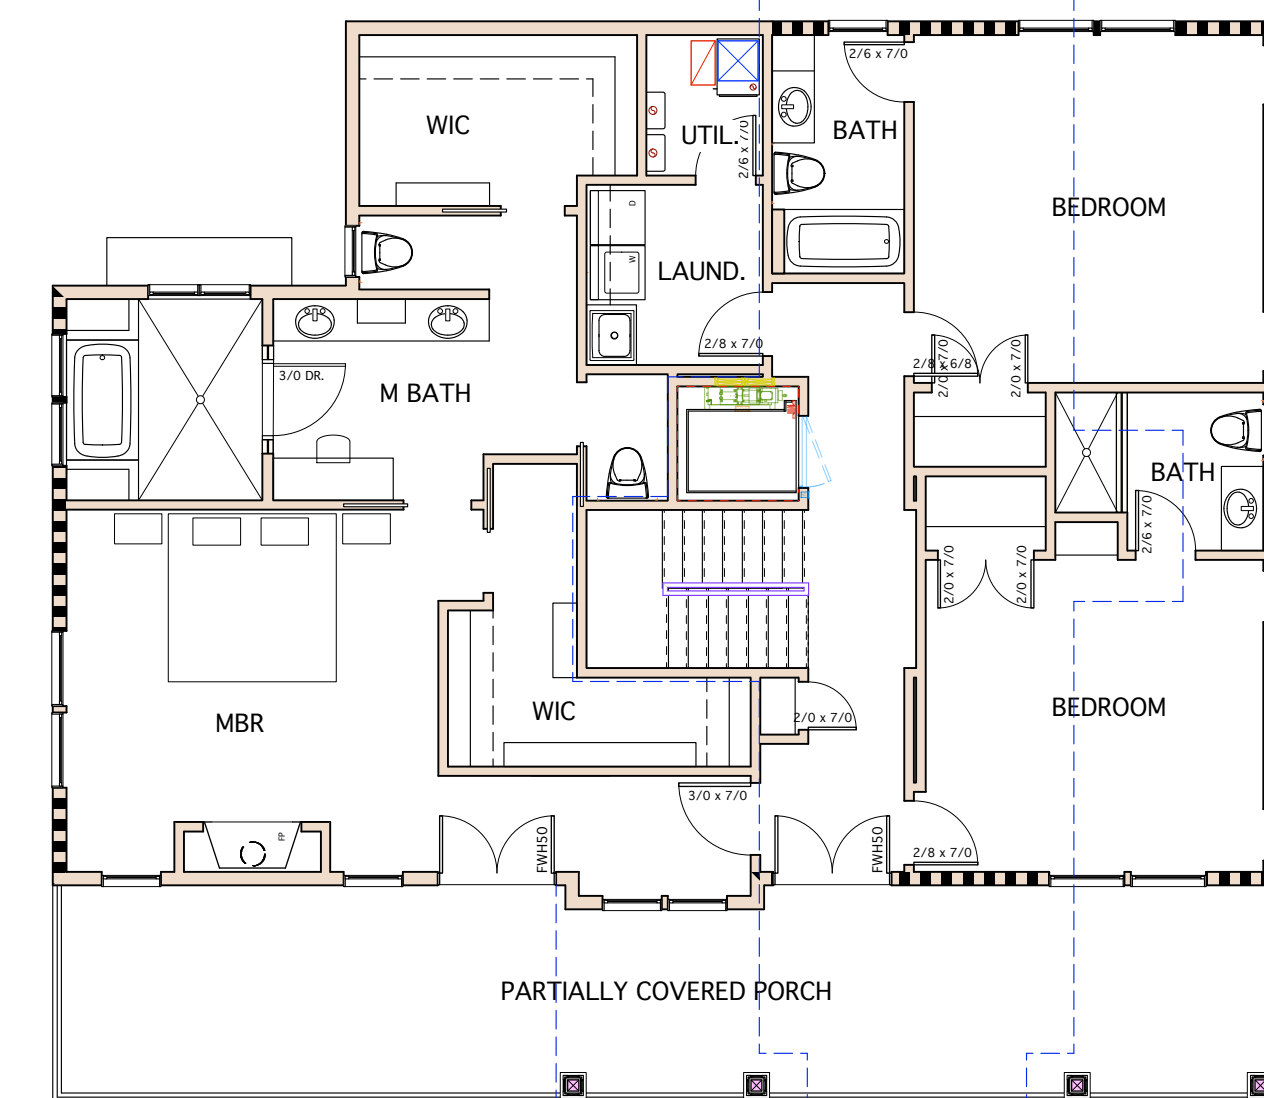 2/6 x 7/0
WIC
UTIL.
2/6 x 7/0
BATH
D
BEDROOM
W
LAUND.
2/8 x 7/0
3/0 DR.
M BATH
2/8 x 6/8
2/0 x 7/0
2/0 x 7/0
BATH
2/6 x 7/0
2/0 x 7/0
2/0 x 7/0
MBR
WIC
2/0 x 7/0
BEDROOM
3/0 x 7/0
FP
FWH50
FWH50
2/8 x 7/0
PARTIALLY COVERED PORCH